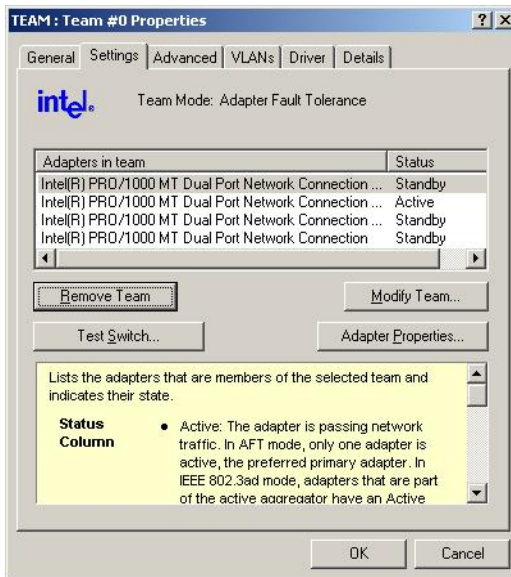 TEAM : Team #0 Properties
? X
General Settings Advanced VLANs Driver Details
intel®
Team Mode: Adapter Fault Tolerance
Adapters in team Status
Intel(R) PRO/1000 MT Dual Port Network Connection ... Standby
Intel(R) PRO/1000 MT Dual Port Network Connection ... Active
Intel(R) PRO/1000 MT Dual Port Network Connection ... Standby
Intel(R) PRO/1000 MT Dual Port Network Connection Standby
Remove Team Modify Team...
Test Switch... Adapter Properties...
Lists the adapters that are members of the selected team and
indicates their state.
Status ● Active: The adapter is passing network
Column traffic. In AFT mode, only one adapter is
active, the preferred primary adapter. In
IEEE 802.3ad mode, adapters that are part
of the active aggregator have an Active
OK Cancel